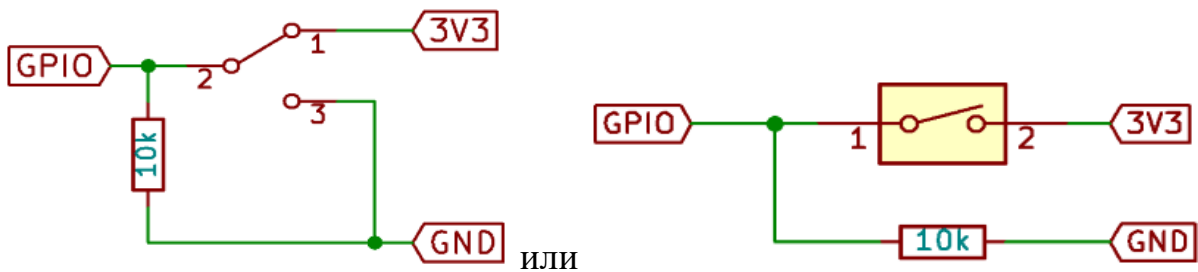 GPIO 2 1 3V3
3
10k
GND
или
GPIO 1 2 3V3
10k GND